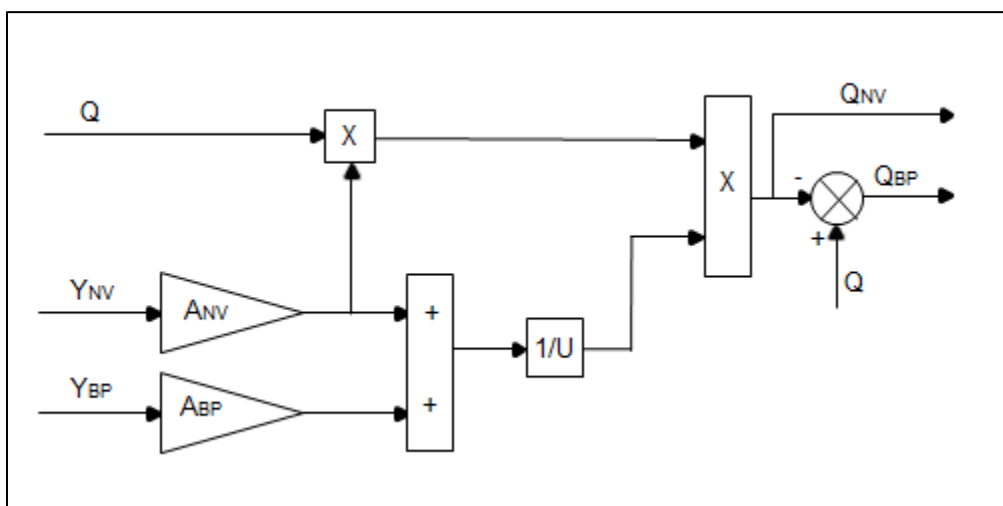 Q
X
QNV
X
-
QBP
+
Q
YNV
ANV
+
1/U
YBP
ABP
+